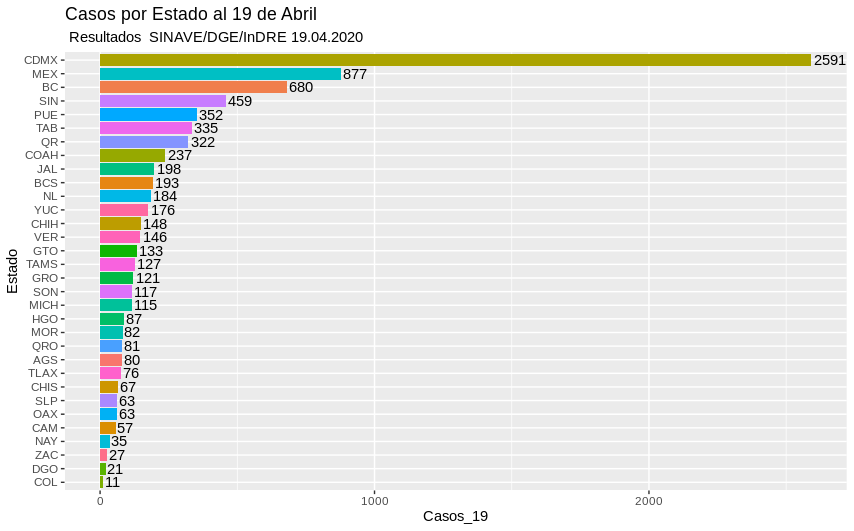 Casos por Estado al 19 de Abril
Resultados  SINAVE/DGE/InDRE 19.04.2020
CDMX 2591
MEX 877
BC 680
SIN 459
PUE 352
TAB 335
QR 322
COAH 237
JAL 198
BCS 193
NL 184
YUC 176
CHIH 148
VER 146
GTO 133
TAMS 127
GRO 121
SON 117
MICH 115
HGO 87
MOR 82
QRO 81
AGS 80
TLAX 76
CHIS 67
SLP 63
OAX 63
CAM 57
NAY 35
ZAC 27
DGO 21
COL 11
Estado
0 1000 2000
Casos_19